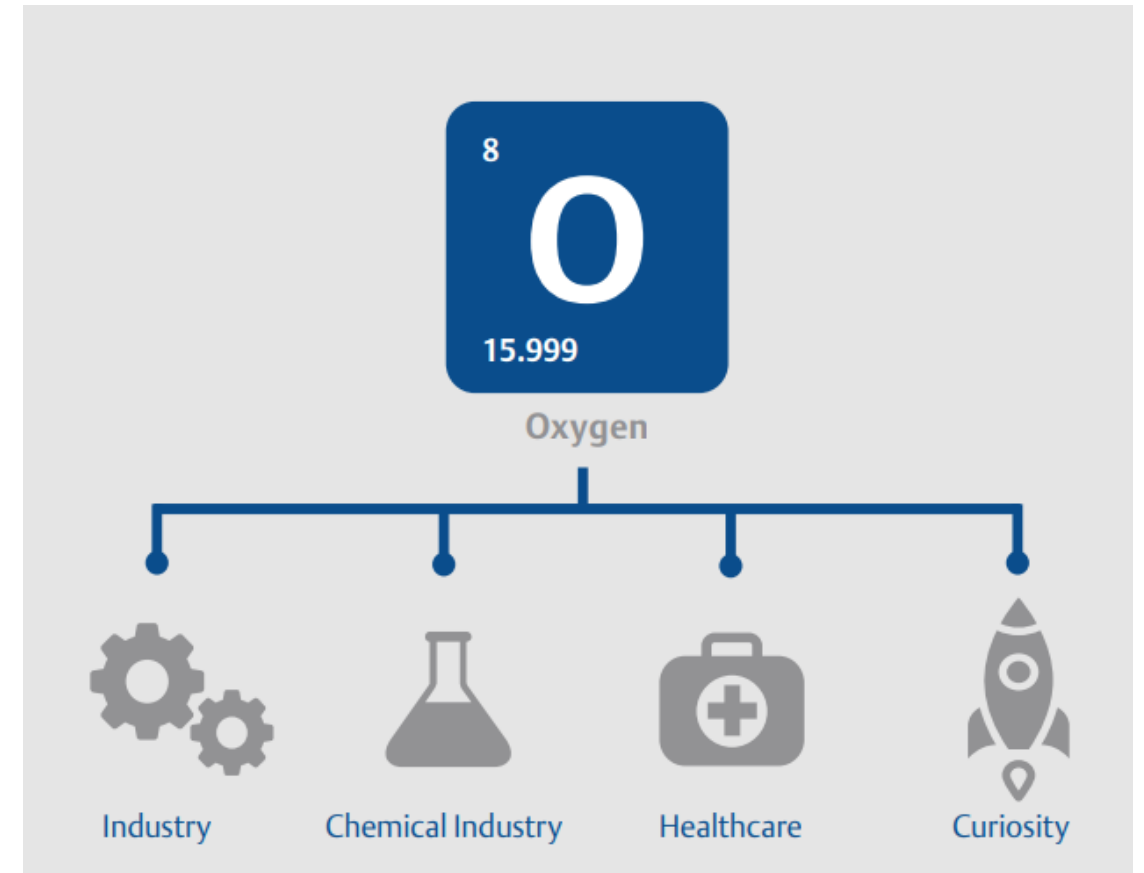 8
O
15.999
Oxygen
Industry
Chemical Industry
Healthcare
Curiosity